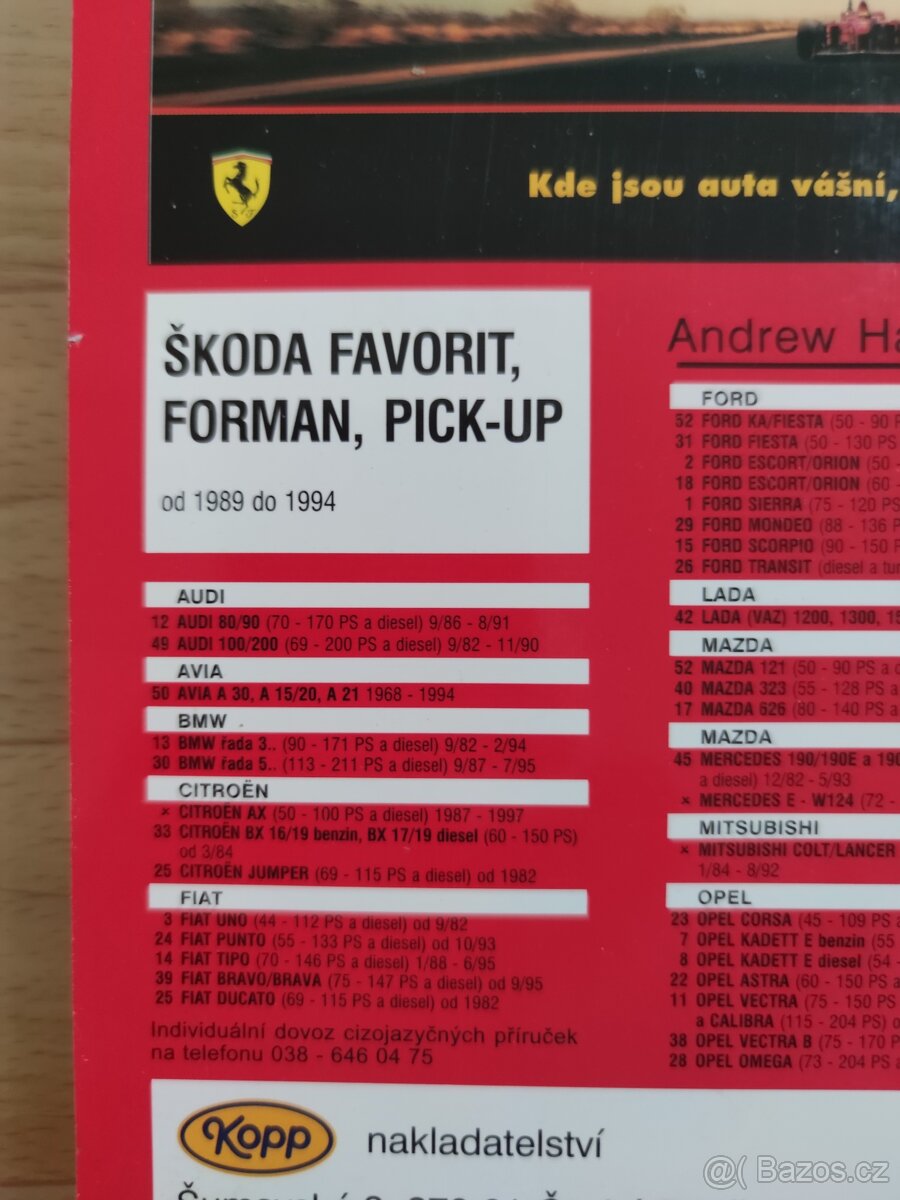 Kde jsou auta vášní,
ŠKODA FAVORIT,
FORMAN, PICK-UP
od 1989 do 1994
AUDI
12 AUDI 80/90 (70 - 170 PS a diesel) 9/86 - 8/91
49 AUDI 100/200 (69 - 200 PS a diesel) 9/82 - 11/90
AVIA
50 AVIA A 30, A 15/20, A 21 1968 - 1994
BMW
13 BMW řada 3.. (90 - 171 PS a diesel) 9/82 - 2/94
30 BMW řada 5.. (113 - 211 PS a diesel) 9/87 - 7/95
CITROËN
× CITROËN AX (50 - 100 PS a diesel) 1987 - 1997
33 CITROËN BX 16/19 benzin, BX 17/19 diesel (60 - 150 PS)
od 3/84
25 CITROËN JUMPER (69 - 115 PS a diesel) od 1982
FIAT
3 FIAT UNO (44 - 112 PS a diesel) od 9/82
24 FIAT PUNTO (55 - 133 PS a diesel) od 10/93
14 FIAT TIPO (70 - 146 PS a diesel) 1/88 - 6/95
39 FIAT BRAVO/BRAVA (75 - 147 PS a diesel) od 9/95
25 FIAT DUCATO (69 - 115 PS a diesel) od 1982
Individuální dovoz cizojazyčných příruček
na telefonu 038 - 646 04 75
Andrew Ha
FORD
52 FORD KA/FIESTA (50 - 90 P
31 FORD FIESTA (50 - 130 PS
2 FORD ESCORT/ORION (50 -
18 FORD ESCORT/ORION (60 -
1 FORD SIERRA (75 - 120 PS
29 FORD MONDEO (88 - 136 P
15 FORD SCORPIO (90 - 150 P
26 FORD TRANSIT (diesel a tu
LADA
42 LADA (VAZ) 1200, 1300, 15
MAZDA
52 MAZDA 121 (50 - 90 PS a d
40 MAZDA 323 (55 - 128 PS a
17 MAZDA 626 (80 - 140 PS a
MAZDA
45 MERCEDES 190/190E a 190
a diesel) 12/82 - 5/93
× MERCEDES E - W124 (72 -
MITSUBISHI
× MITSUBISHI COLT/LANCER
1/84 - 8/92
OPEL
23 OPEL CORSA (45 - 109 PS a
7 OPEL KADETT E benzin (55
8 OPEL KADETT E diesel (54 -
22 OPEL ASTRA (60 - 150 PS a
11 OPEL VECTRA (75 - 150 PS
a CALIBRA (115 - 204 PS) o
38 OPEL VECTRA B (75 - 170 P
28 OPEL OMEGA (73 - 204 PS a
Kopp nakladatelství
@( Bazos.cz